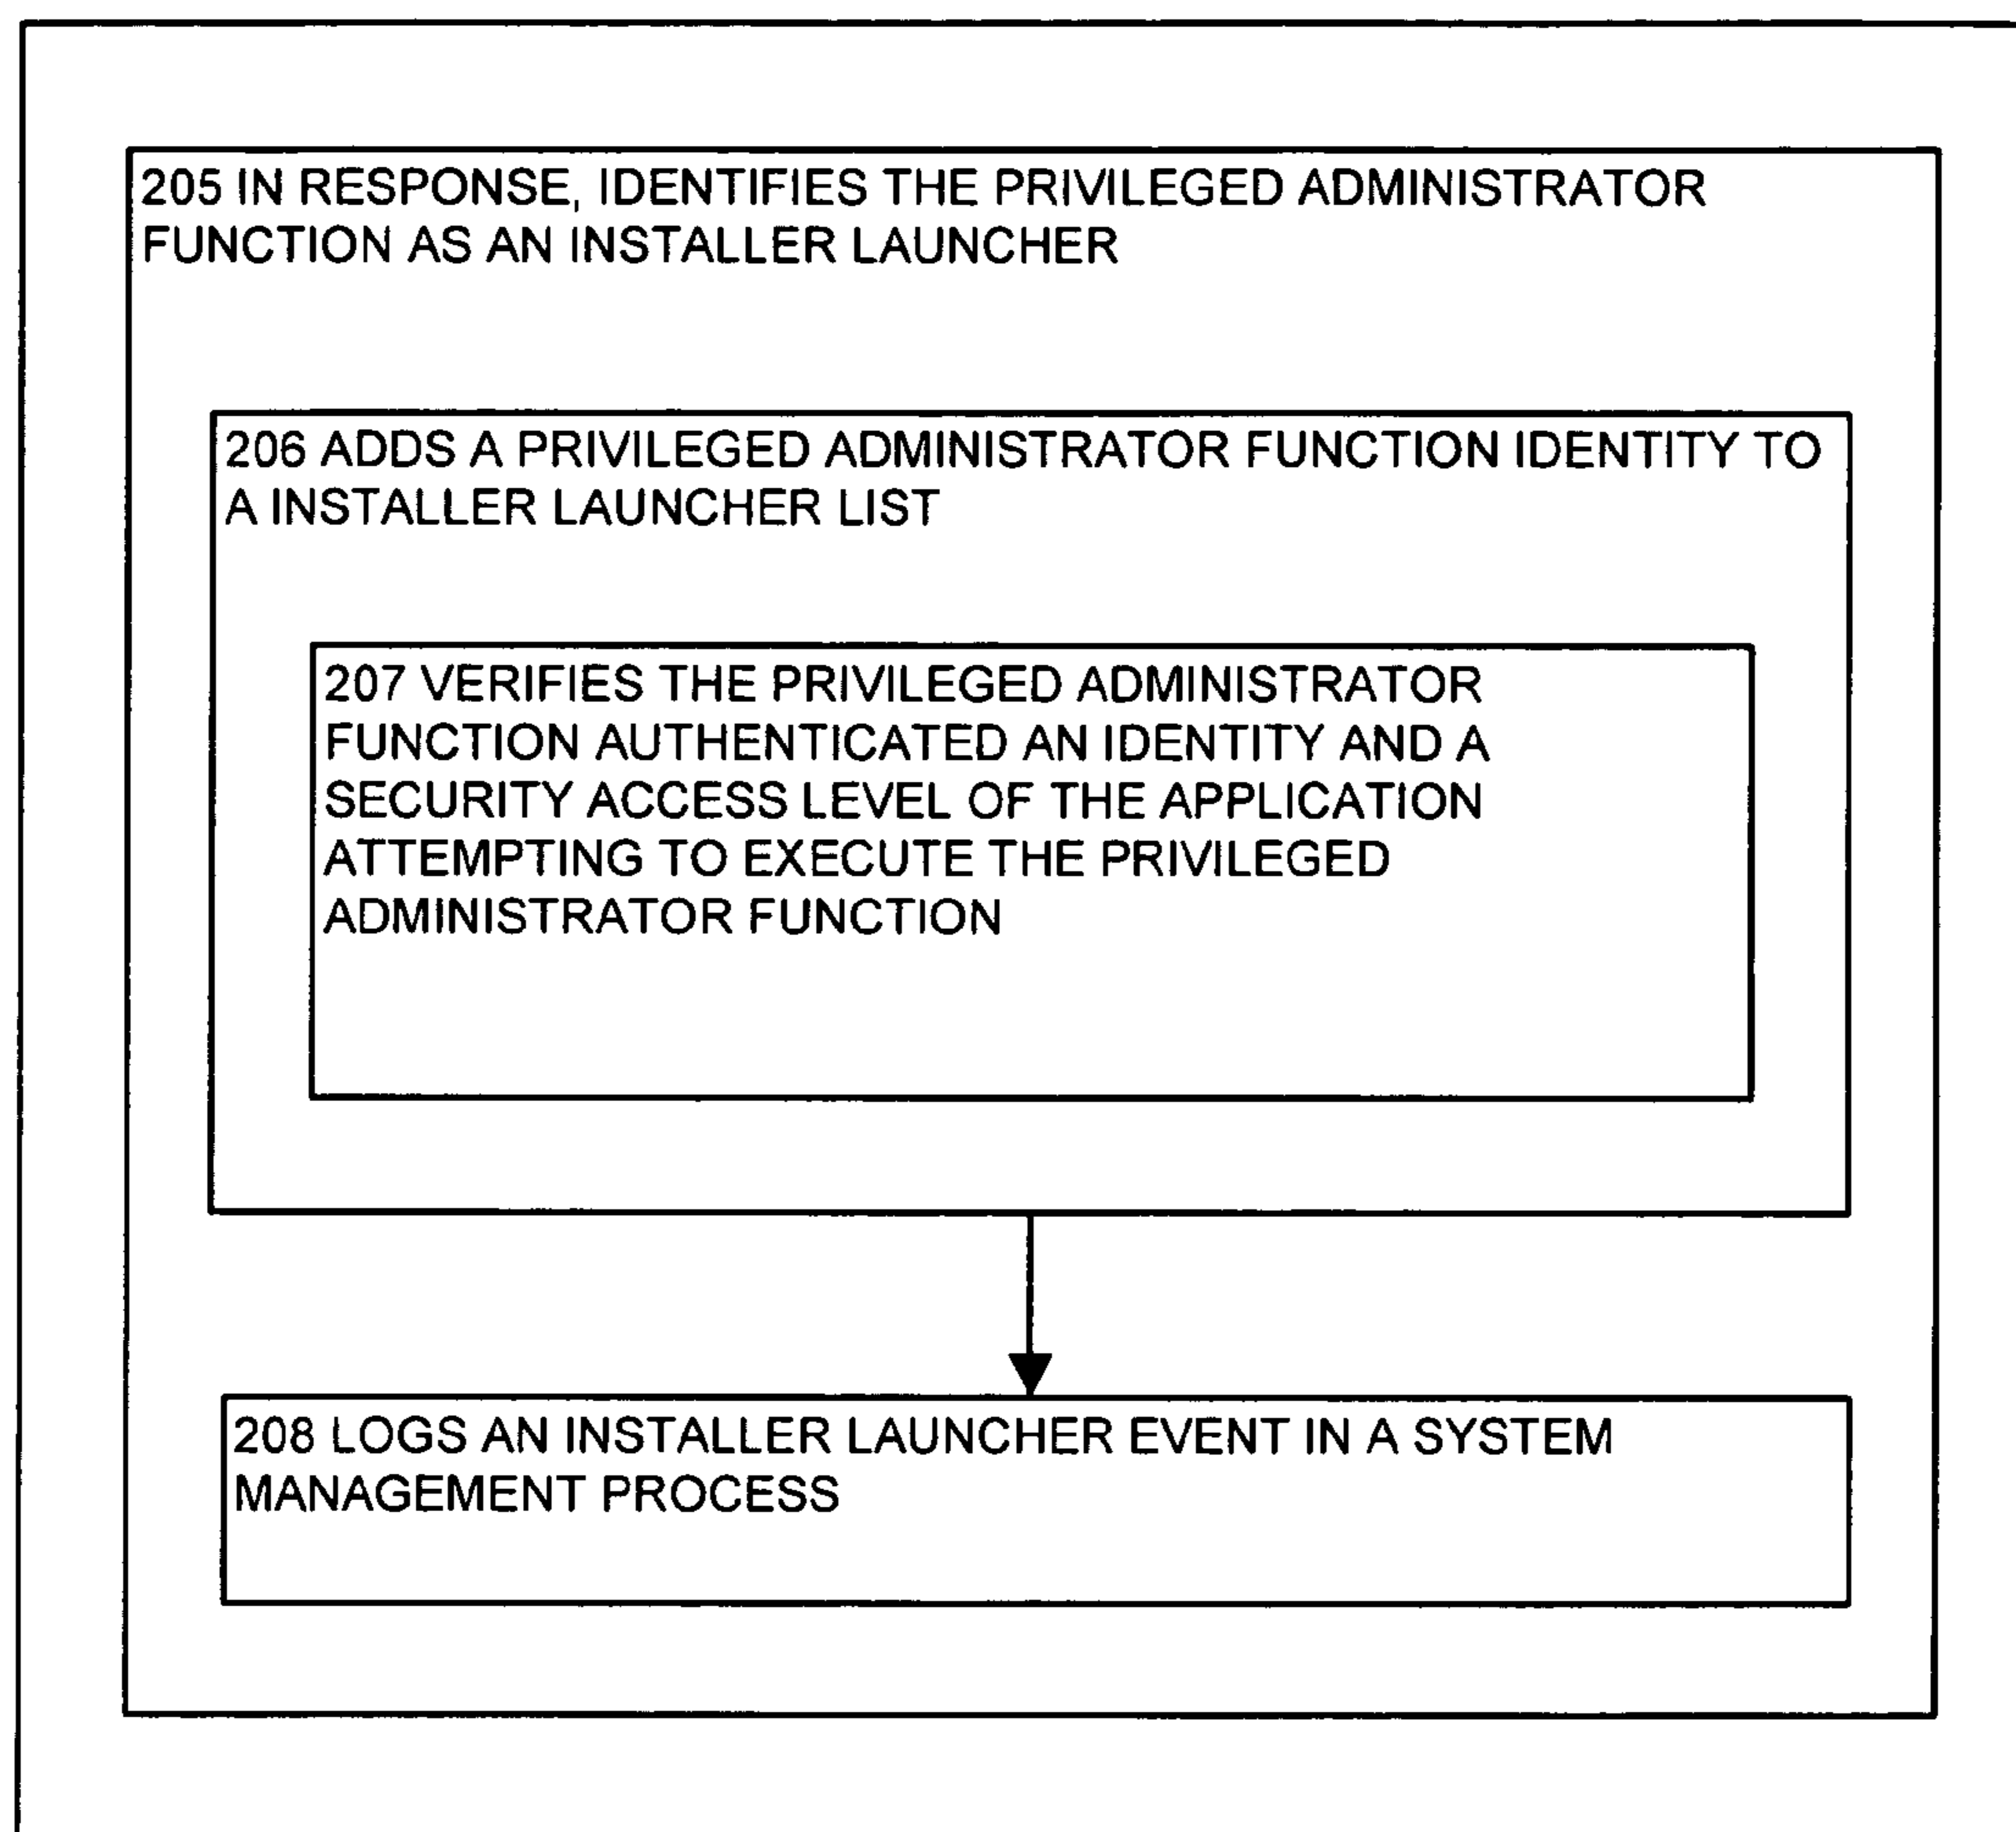 205 IN RESPONSE, IDENTIFIES THE PRIVILEGED ADMINISTRATOR
FUNCTION AS AN INSTALLER LAUNCHER
206 ADDS A PRIVILEGED ADMINISTRATOR FUNCTION IDENTITY TO
A INSTALLER LAUNCHER LIST
207 VERIFIES THE PRIVILEGED ADMINISTRATOR
FUNCTION AUTHENTICATED AN IDENTITY AND A
SECURITY ACCESS LEVEL OF THE APPLICATION
ATTEMPTING TO EXECUTE THE PRIVILEGED
ADMINISTRATOR FUNCTION
208 LOGS AN INSTALLER LAUNCHER EVENT IN A SYSTEM
MANAGEMENT PROCESS